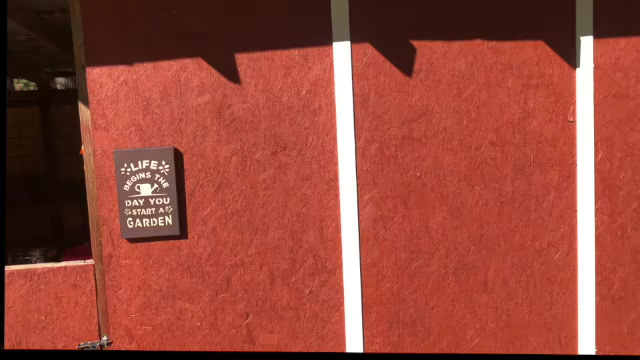 LIFE
BEGINS THE
DAY YOU
START A
GARDEN